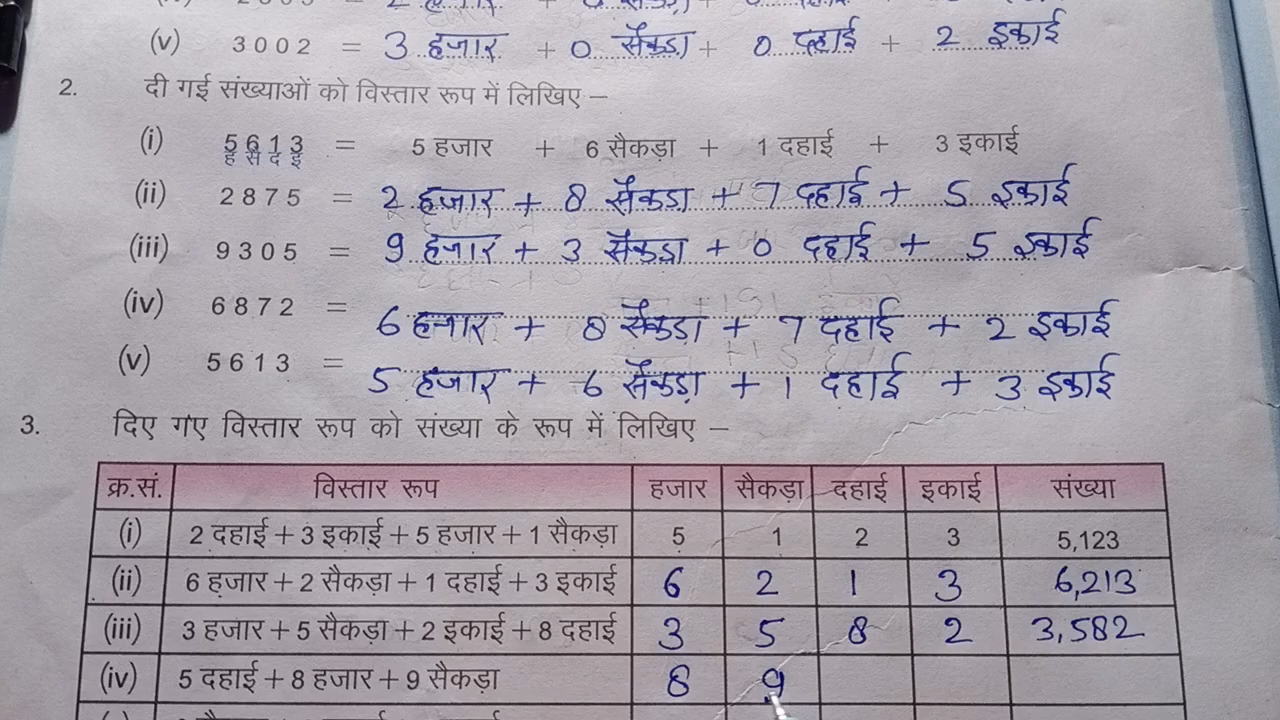 (v) 3002 = 3 हजार + 0 सैकड़ा + 0 दहाई + 2 इकाई
2. दी गई संख्याओं को विस्तार रूप में लिखिए –
(i) 5613 = 5 हजार + 6 सैकड़ा + 1 दहाई + 3 इकाई
ह सै द इ
(ii) 2875 = 2 हजार + 8 सैकडा + 7 दहाई + 5 इकाई
(iii) 9305 = 9 हजार + 3 सैकडा + 0 दहाई + 5 इकाई
(iv) 6872 = 6 हजार + 8 सैकडा + 7 दहाई + 2 इकाई
(v) 5613 = 5 हजार + 6 सैकड़ा + 1 दहाई + 3 इकाई
3. दिए गए विस्तार रूप को संख्या के रूप में लिखिए –
क्र.सं. विस्तार रूप हजार सैकड़ा दहाई इकाई संख्या
(i) 2 दहाई + 3 इकाई + 5 हजार + 1 सैकड़ा 5 1 2 3 5,123
(ii) 6 हजार + 2 सैकड़ा + 1 दहाई + 3 इकाई 6 2 1 3 6,213
(iii) 3 हजार + 5 सैकड़ा + 2 इकाई + 8 दहाई 3 5 8 2 3,582
(iv) 5 दहाई + 8 हजार + 9 सैकड़ा 8 9